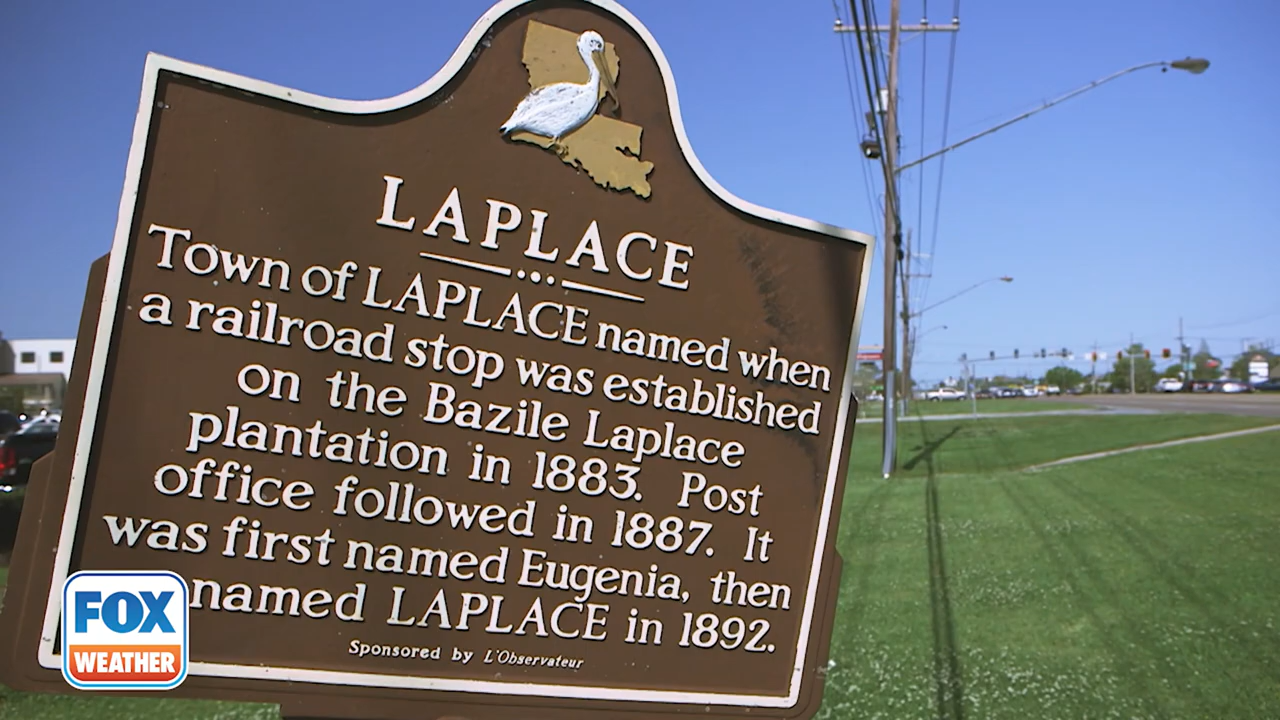 LAPLACE
Town of LAPLACE named when
a railroad stop was established
on the Bazile Laplace
plantation in 1883. Post
office followed in 1887. It
was first named Eugenia, then
named LAPLACE in 1892.
Sponsored by L'Observateur
FOX
WEATHER